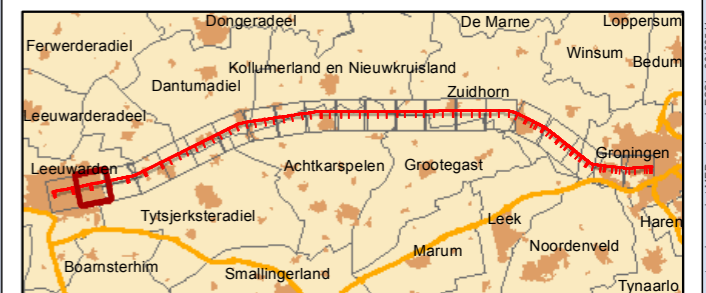 Dongeradeel
De Marne
Loppersum
Ferwerderadiel
Winsum
Bedum
Kollumerland en Nieuwkruisland
Dantumadiel
Zuidhorn
Leeuwarderadeel
Groningen
Leeuwarden
Achtkarspelen
Grootegast
Tytsjerksteradiel
Leek
Haren
Noordenveld
Marum
Boarnsterhim
Smallingerland
Tynaarlo